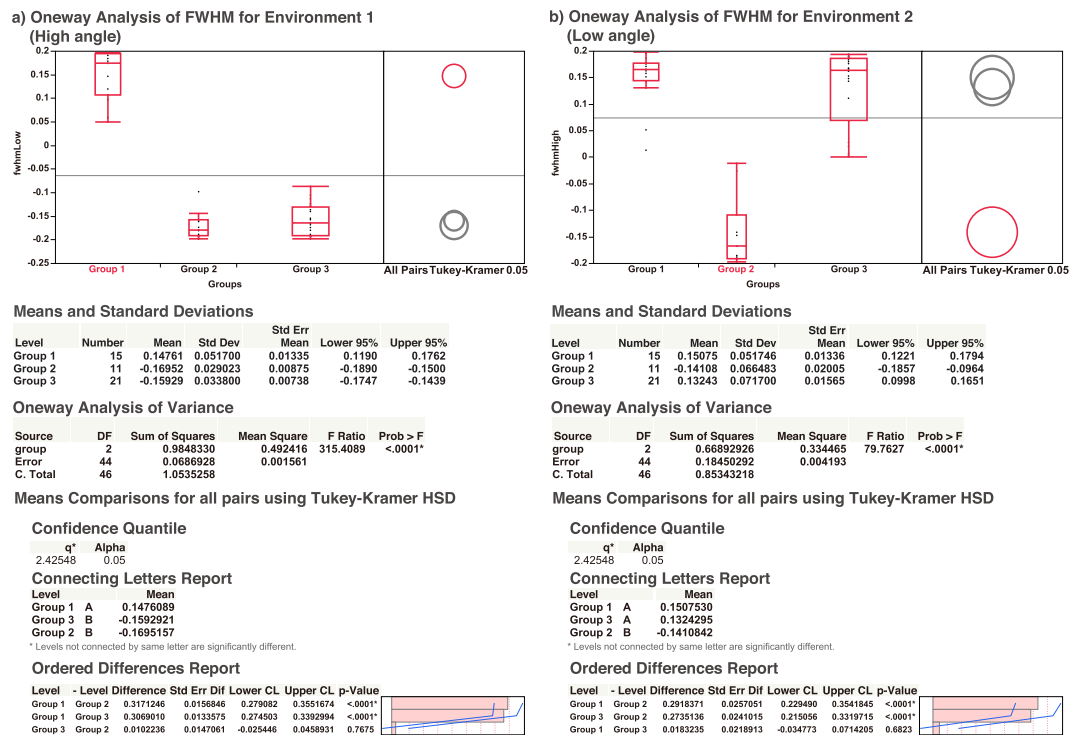 a) Oneway Analysis of FWHM for Environment 1
(High angle)
0.2
0.15
0.1
0.05
0
-0.05
-0.1
-0.15
-0.2
-0.25
fwhmLow
Group 1
Group 2
Group 3
All Pairs Tukey-Kramer 0.05
Groups
Means and Standard Deviations
Level Number Mean Std Dev Std Err Mean Lower 95% Upper 95%
Group 1 15 0.14761 0.051700 0.01335 0.1190 0.1762
Group 2 11 -0.16952 0.029023 0.00875 -0.1890 -0.1500
Group 3 21 -0.15929 0.033800 0.00738 -0.1747 -0.1439
Oneway Analysis of Variance
Source DF Sum of Squares Mean Square F Ratio Prob > F
group 2 0.9848330 0.492416 315.4089 <.0001*
Error 44 0.0686928 0.001561
C. Total 46 1.0535258
Means Comparisons for all pairs using Tukey-Kramer HSD
Confidence Quantile
q* Alpha
2.42548 0.05
Connecting Letters Report
Level Mean
Group 1 A 0.1476089
Group 3 B -0.1592921
Group 2 B -0.1695157
* Levels not connected by same letter are significantly different.
Ordered Differences Report
Level - Level Difference Std Err Dif Lower CL Upper CL p-Value
Group 1 Group 2 0.3171246 0.0156846 0.279082 0.3551674 <.0001*
Group 1 Group 3 0.3069010 0.0133575 0.274503 0.3392994 <.0001*
Group 3 Group 2 0.0102236 0.0147061 -0.025446 0.0458931 0.7675
b) Oneway Analysis of FWHM for Environment 2
(Low angle)
0.2
0.15
0.1
0.05
0
-0.05
-0.1
-0.15
-0.2
fwhmHigh
Group 1
Group 2
Group 3
All Pairs Tukey-Kramer 0.05
Groups
Means and Standard Deviations
Level Number Mean Std Dev Std Err Mean Lower 95% Upper 95%
Group 1 15 0.15075 0.051746 0.01336 0.1221 0.1794
Group 2 11 -0.14108 0.066483 0.02005 -0.1857 -0.0964
Group 3 21 0.13243 0.071700 0.01565 0.0998 0.1651
Oneway Analysis of Variance
Source DF Sum of Squares Mean Square F Ratio Prob > F
group 2 0.66892926 0.334465 79.7627 <.0001*
Error 44 0.18450292 0.004193
C. Total 46 0.85343218
Means Comparisons for all pairs using Tukey-Kramer HSD
Confidence Quantile
q* Alpha
2.42548 0.05
Connecting Letters Report
Level Mean
Group 1 A 0.1507530
Group 3 A 0.1324295
Group 2 B -0.1410842
* Levels not connected by same letter are significantly different.
Ordered Differences Report
Level - Level Difference Std Err Dif Lower CL Upper CL p-Value
Group 1 Group 2 0.2918371 0.0257051 0.229490 0.3541845 <.0001*
Group 3 Group 2 0.2735136 0.0241015 0.215056 0.3319715 <.0001*
Group 1 Group 3 0.0183235 0.0218913 -0.034773 0.0714205 0.6823